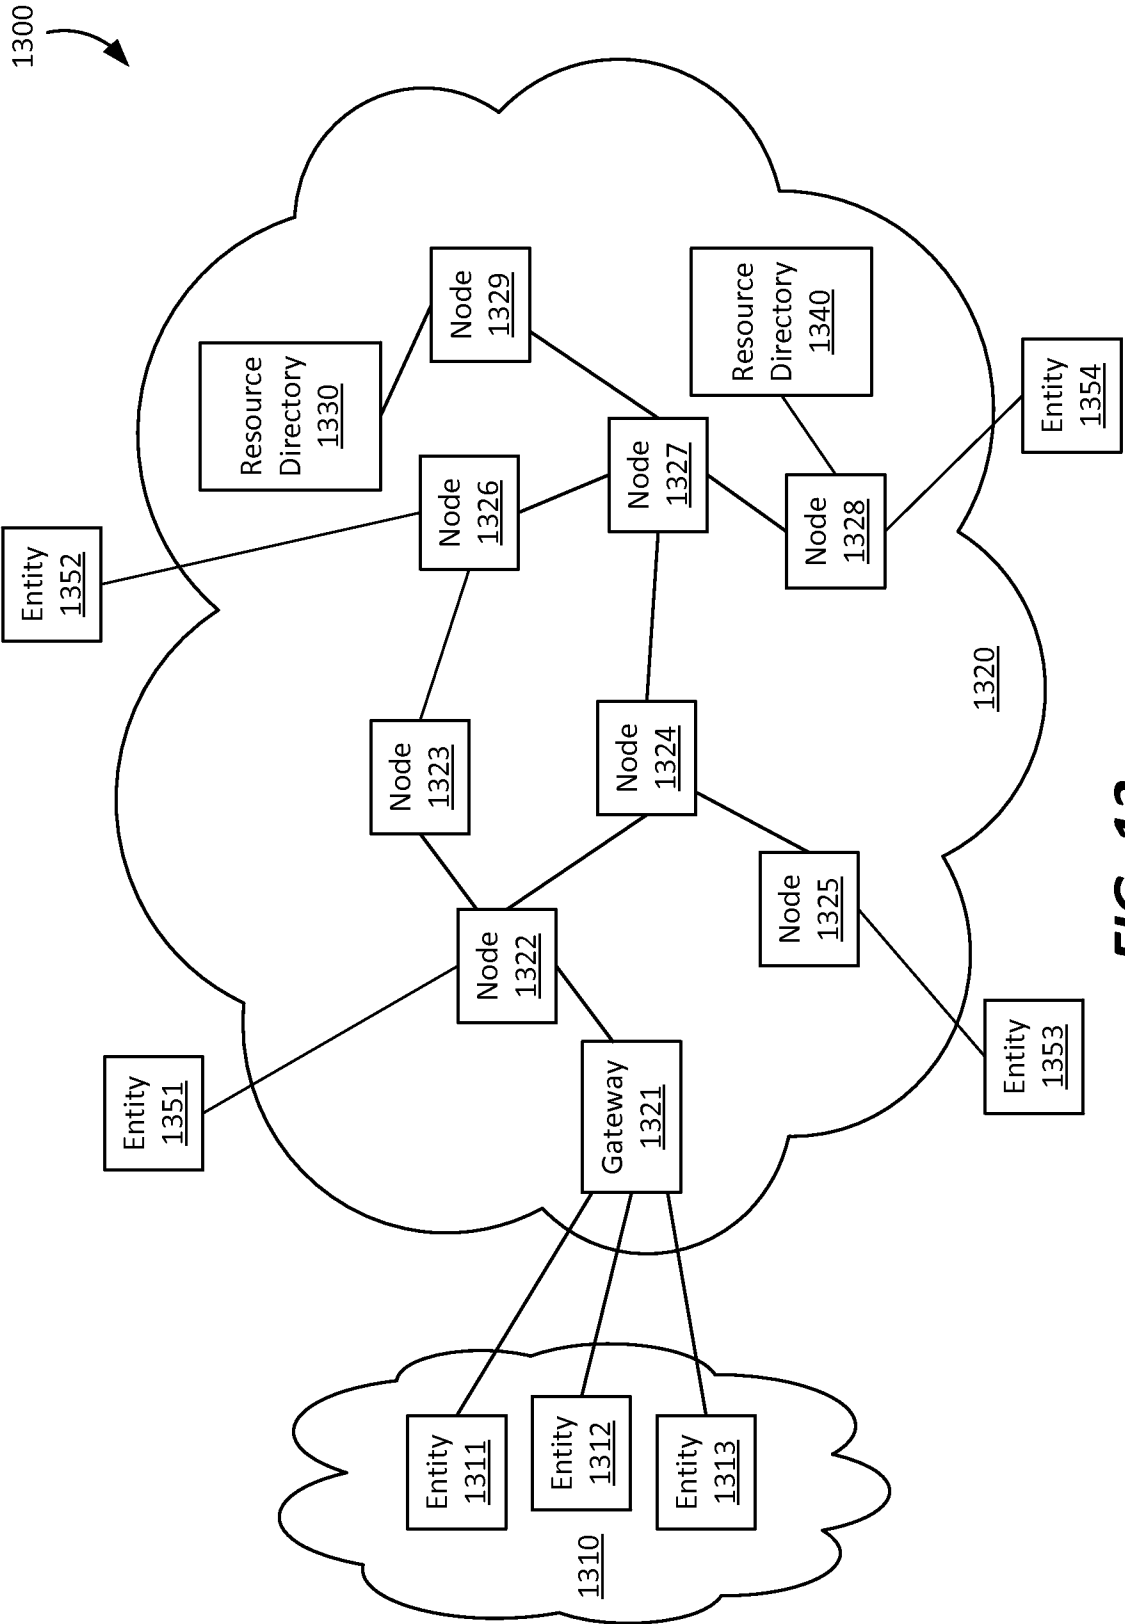 1300
Entity
1352
Entity
1351
Resource
Directory
1330
Node
1323
Node
1326
Node
1329
Entity
1311
Node
1322
Entity
1312
Gateway
1321
Node
1324
Node
1327
Entity
1313
1310
Resource
Directory
1340
Node
1325
Node
1328
1320
Entity
1353
Entity
1354
FIG.